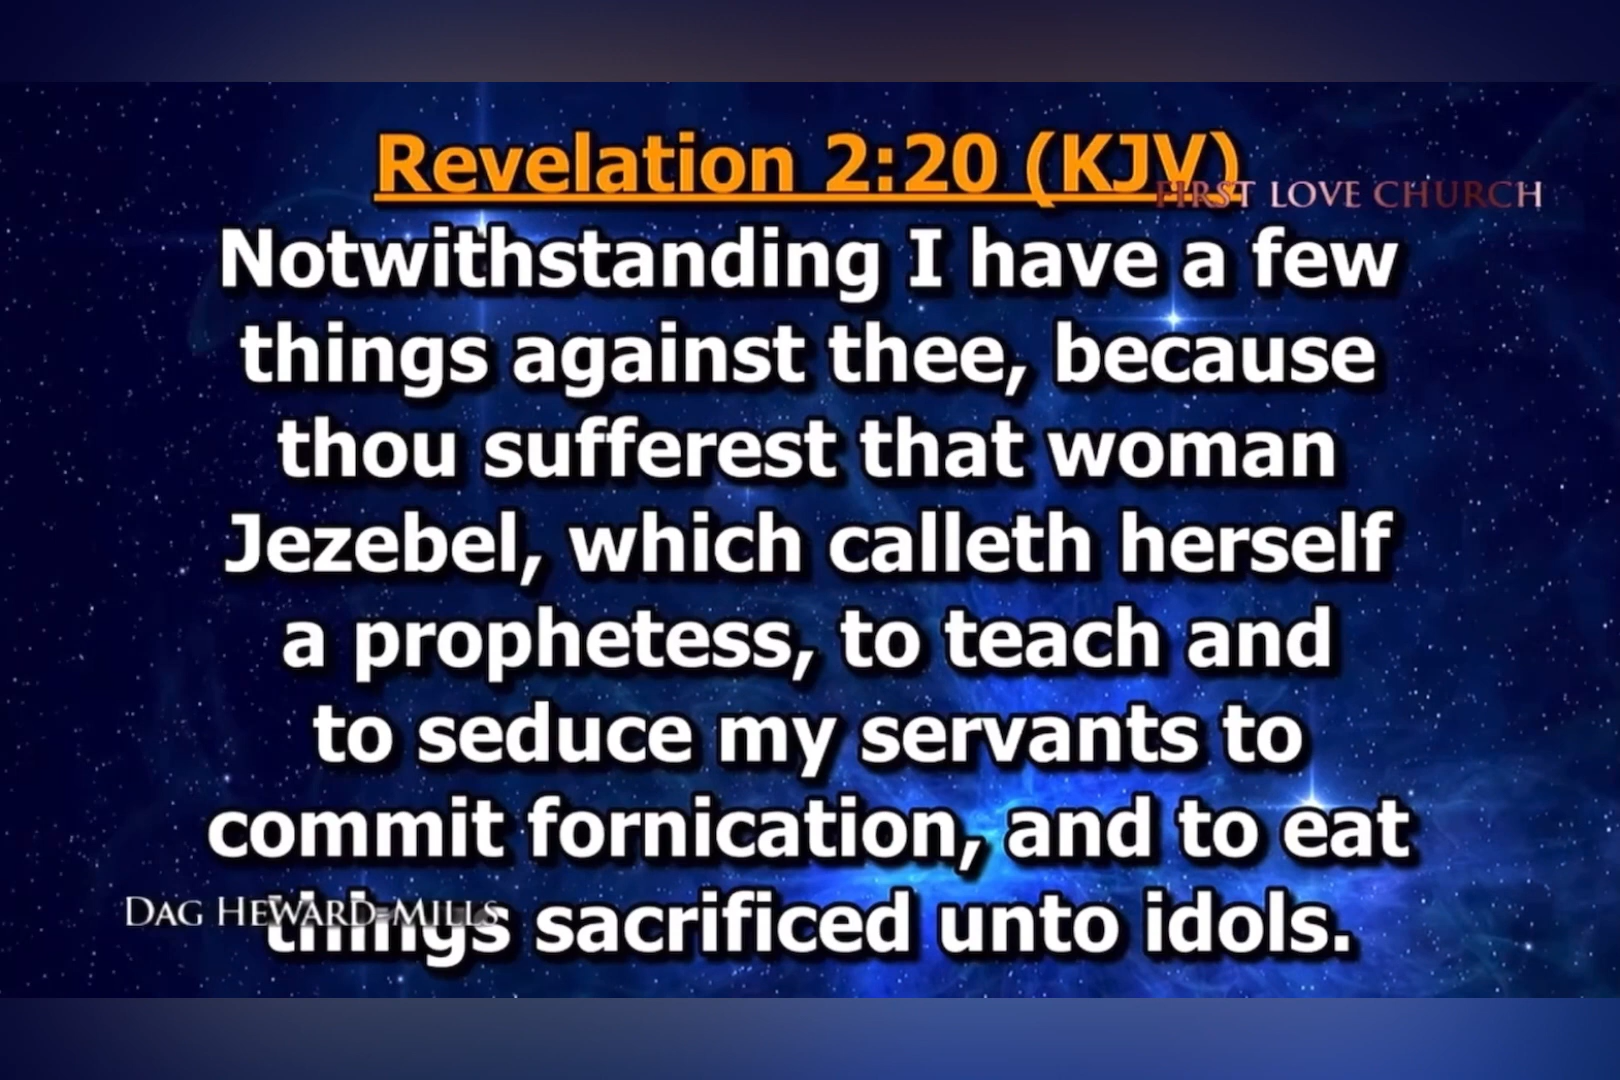 Revelation 2:20 (KJV)
FIRST LOVE CHURCH
Notwithstanding I have a few
things against thee, because
thou sufferest that woman
Jezebel, which calleth herself
a prophetess, to teach and
to seduce my servants to
commit fornication, and to eat
DAG HEWARD-MILLS
things sacrificed unto idols.